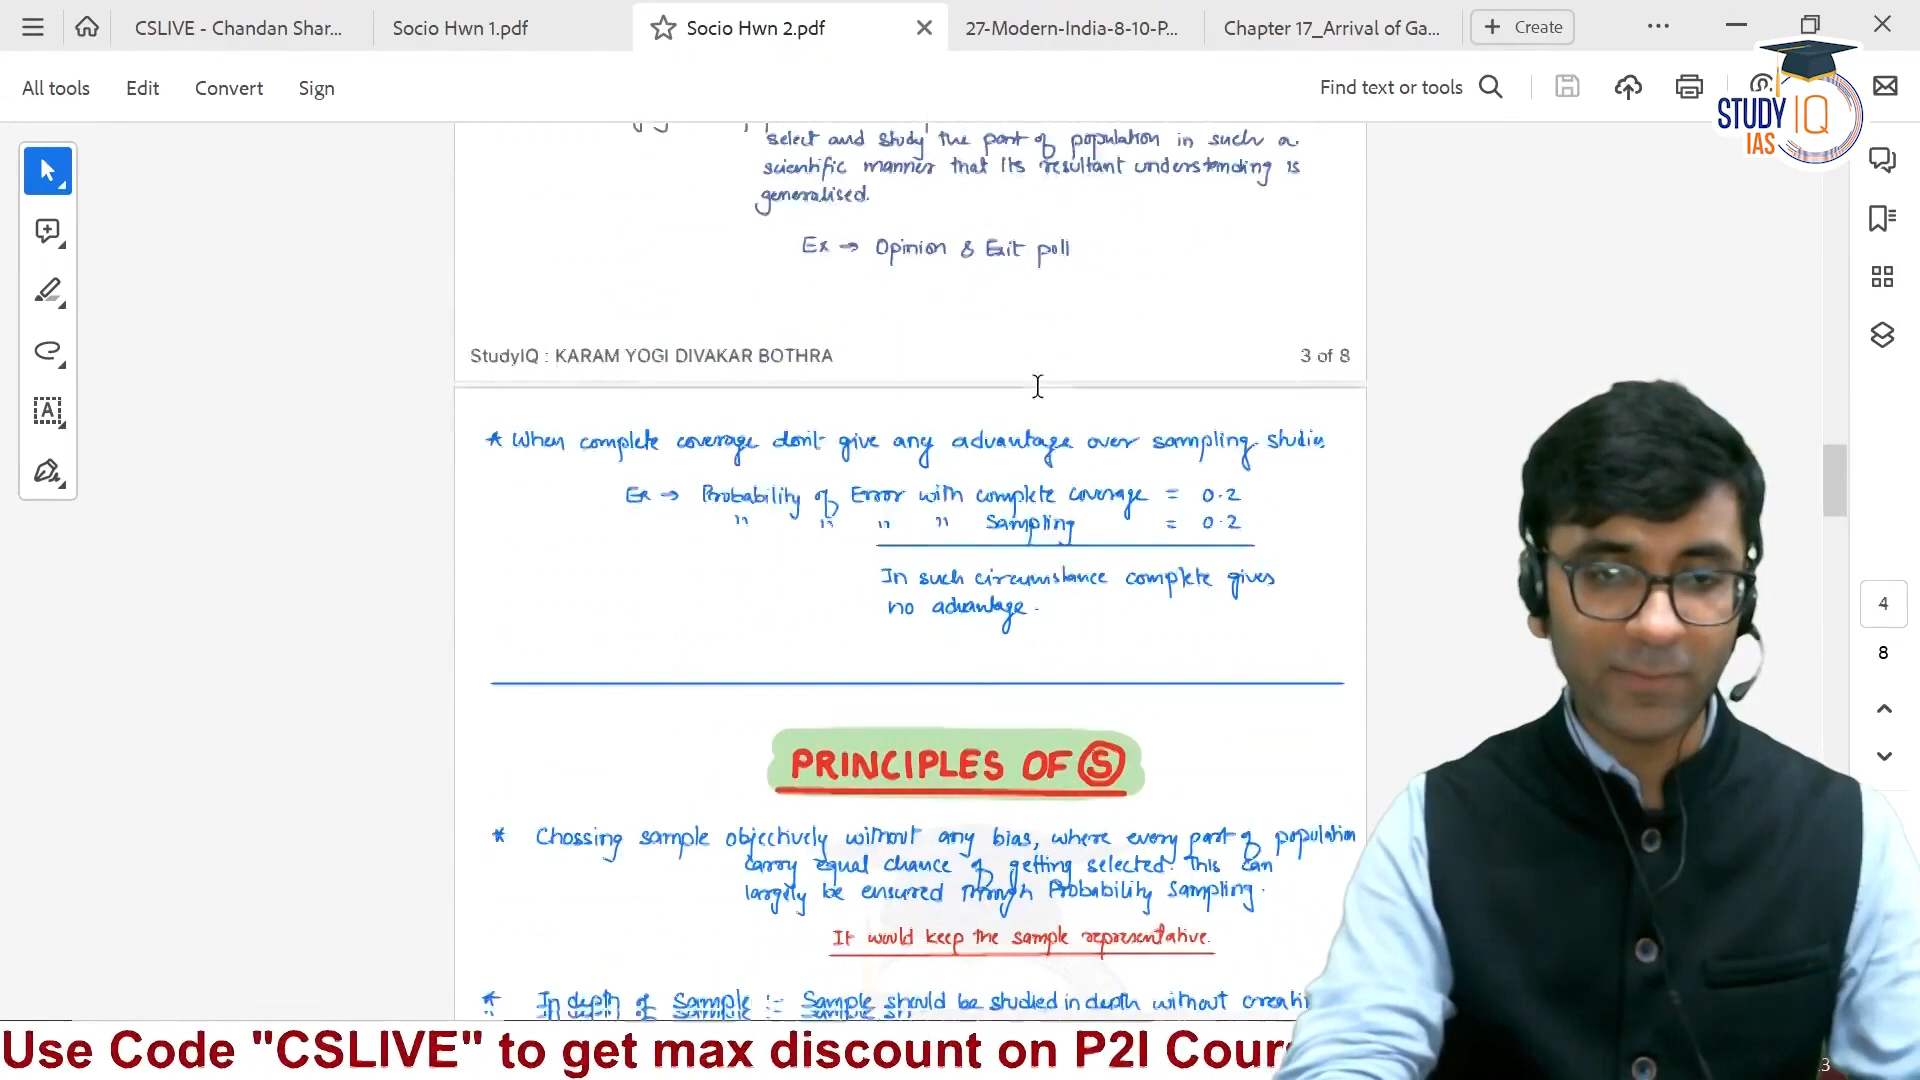 CSLIVE - Chandan Shar...
Socio Hwn 1.pdf
Socio Hwn 2.pdf
27-Modern-India-8-10-P...
Chapter 17_Arrival of Ga...
Create
All tools
Edit
Convert
Sign
Find text or tools
STUDY IQ
IAS
select and study the part of population in such a
scientific manner that its resultant understanding is
generalised.
Ex → Opinion & Exit poll
StudyIQ : KARAM YOGI DIVAKAR BOTHRA
3 of 8
* When complete coverage don't give any advantage over sampling studies
Ex → Probability of Error with complete coverage = 0.2
" " " " Sampling = 0.2
In such circumstance complete gives
no advantage.
4
8
PRINCIPLES OF S
* Chossing sample objectively without any bias, where every part of population
carry equal chance of getting selected. This can
largely be ensured through Probability Sampling.
It would keep the sample representative.
* In depth of Sample :- Sample should be studied in depth without creati
Use Code "CSLIVE" to get max discount on P2I Cour